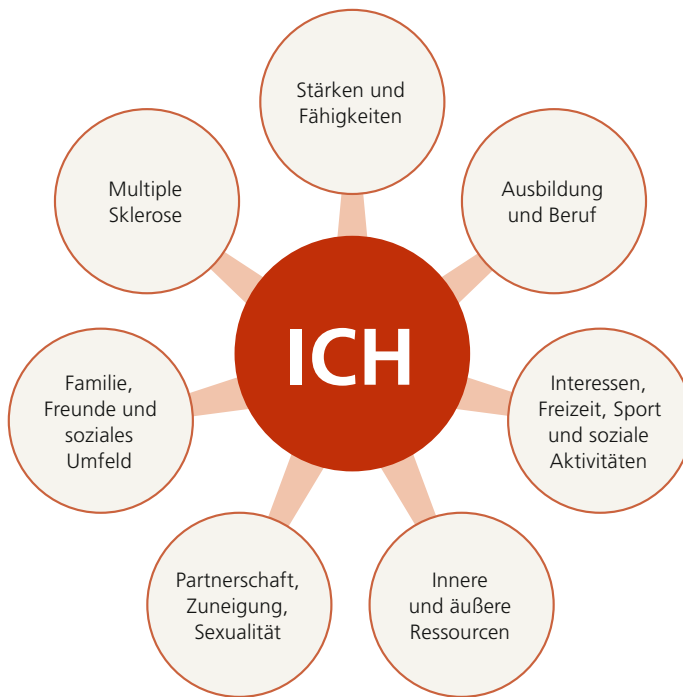 Stärken und
Fähigkeiten
Ausbildung
und Beruf
Interessen,
Freizeit, Sport
und soziale
Aktivitäten
Innere
und äußere
Ressourcen
Partnerschaft,
Zuneigung,
Sexualität
Familie,
Freunde und
soziales
Umfeld
Multiple
Sklerose
ICH